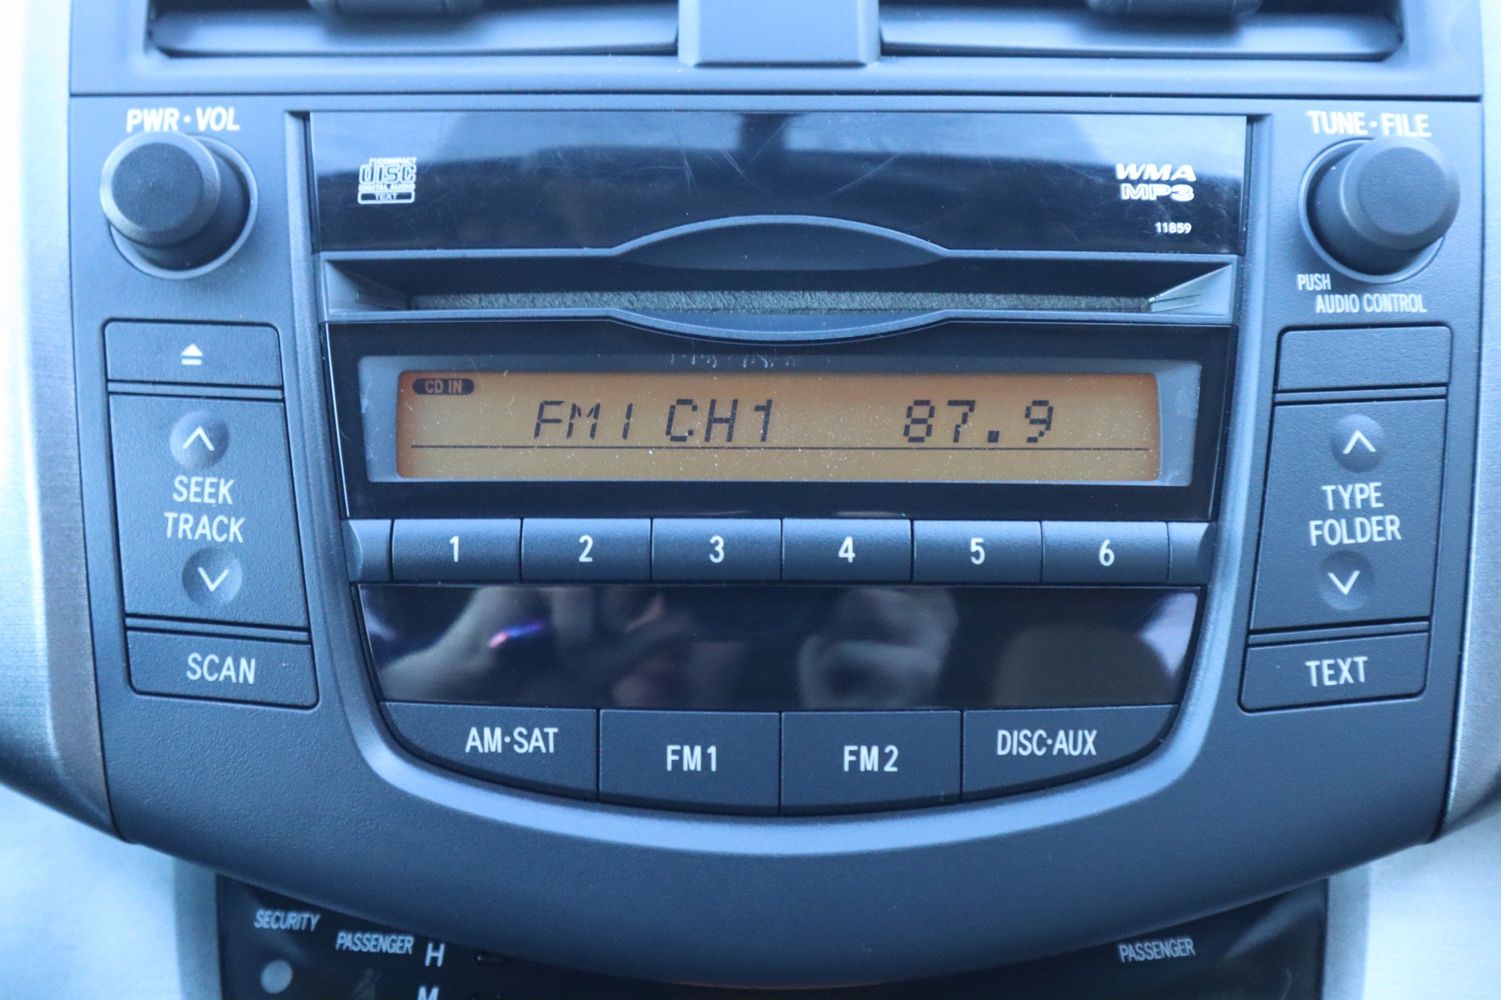 PWR·VOL
TUNE·FILE
COMPACT
disc
DIGITAL AUDIO
TEXT
WMA
MP3
11859
PUSH
AUDIO CONTROL
CD IN
FM1 CH1 87.9
SEEK
TRACK
TYPE
FOLDER
1 2 3 4 5 6
SCAN
TEXT
AM·SAT FM1 FM2 DISC·AUX
SECURITY
PASSENGER
H
PASSENGER
M